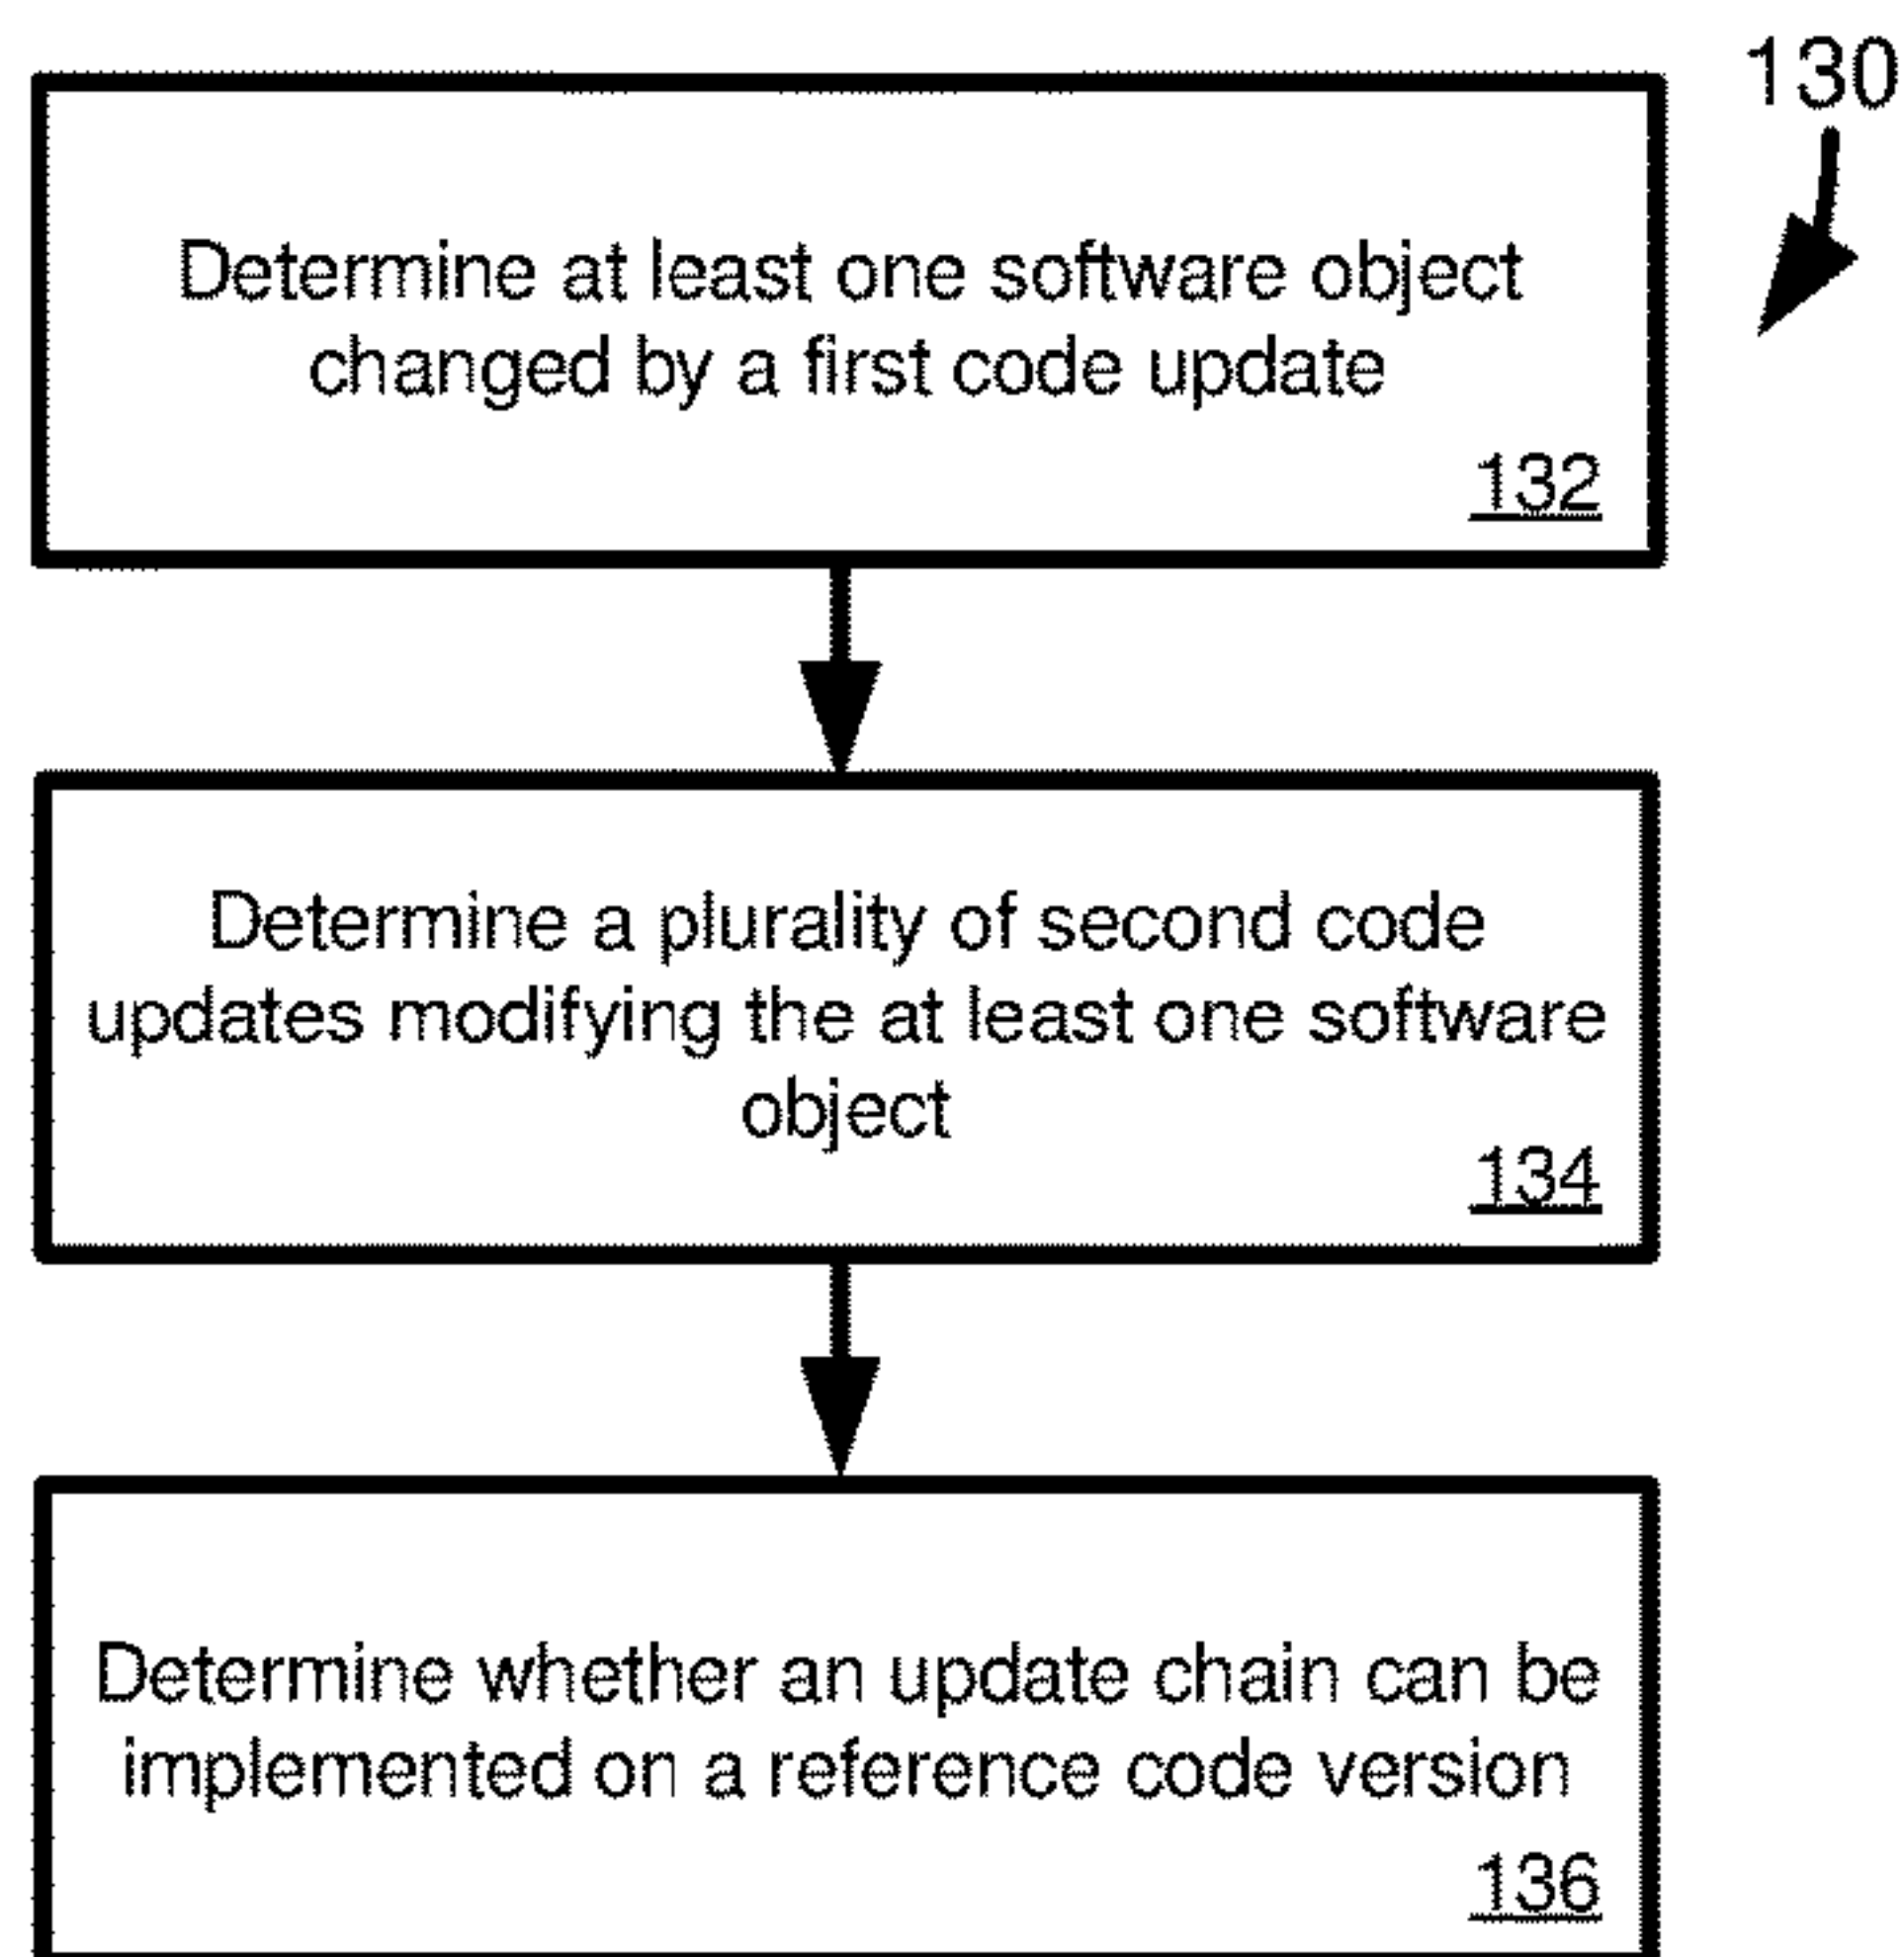 130
Determine at least one software object
changed by a first code update
132
Determine a plurality of second code
updates modifying the at least one software
object
134
Determine whether an update chain can be
implemented on a reference code version
136